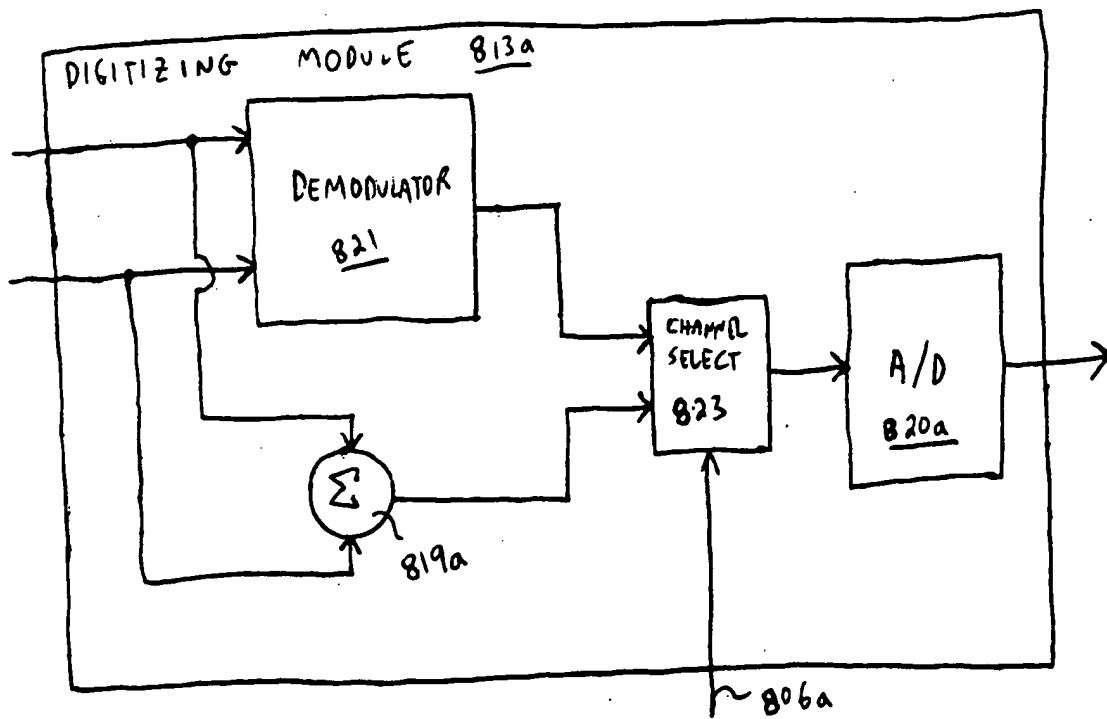 DIGITIZING MODULE 813a
DEMODULATOR
821
CHANNEL
SELECT
823
A/D
820a
Σ
819a
806a